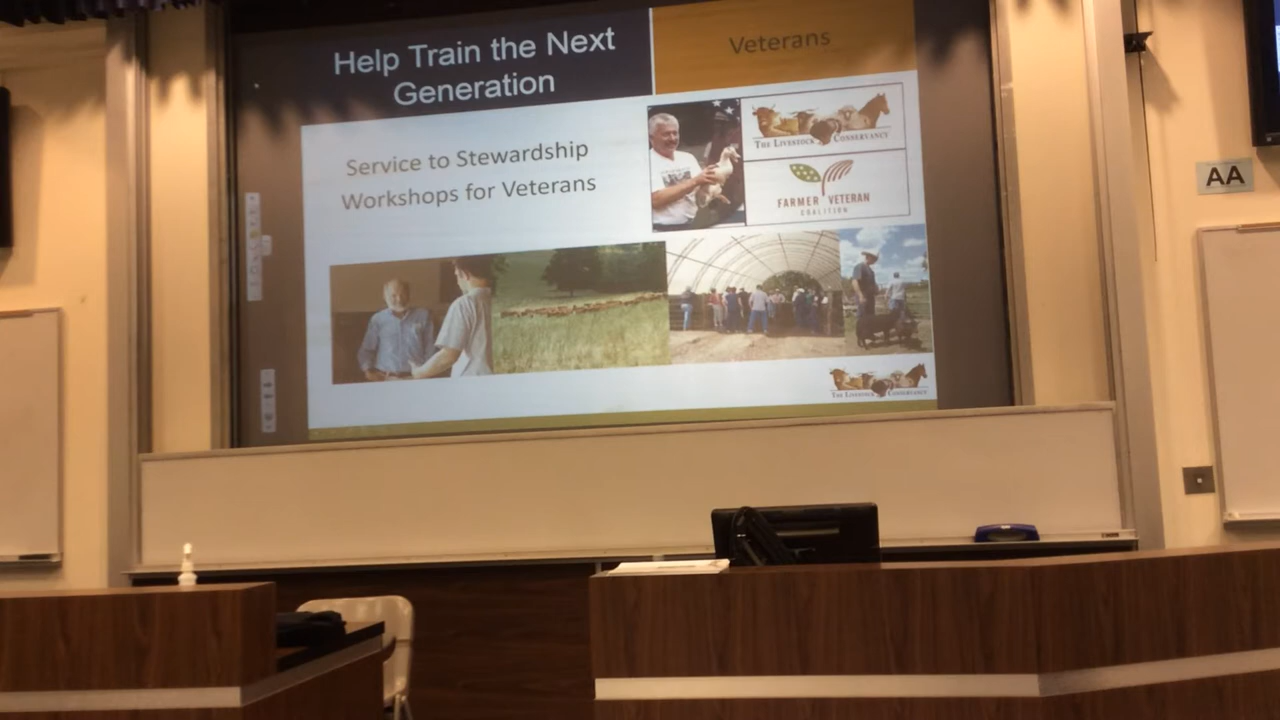 Help Train the Next
Generation
Veterans
Service to Stewardship
Workshops for Veterans
THE LIVESTOCK CONSERVANCY
FARMER VETERAN
COALITION
THE LIVESTOCK CONSERVANCY
AA